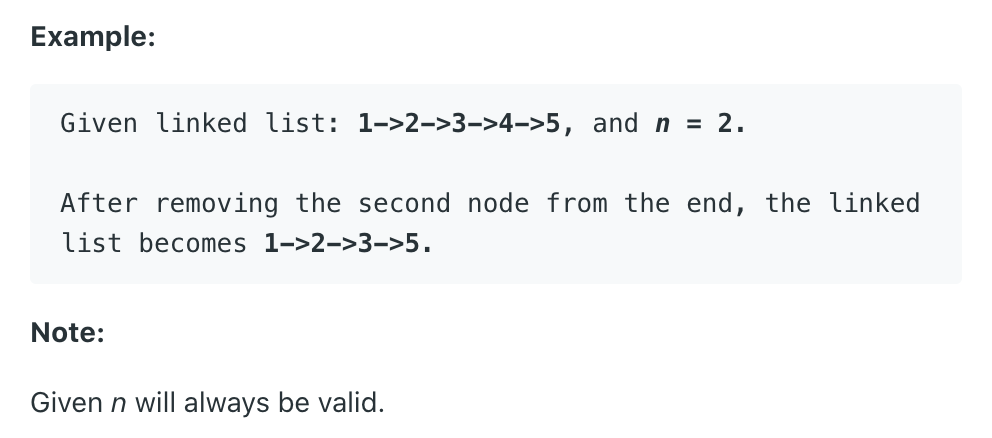 Example:
Given linked list: 1->2->3->4->5, and n = 2.
After removing the second node from the end, the linked
list becomes 1->2->3->5.
Note:
Given n will always be valid.